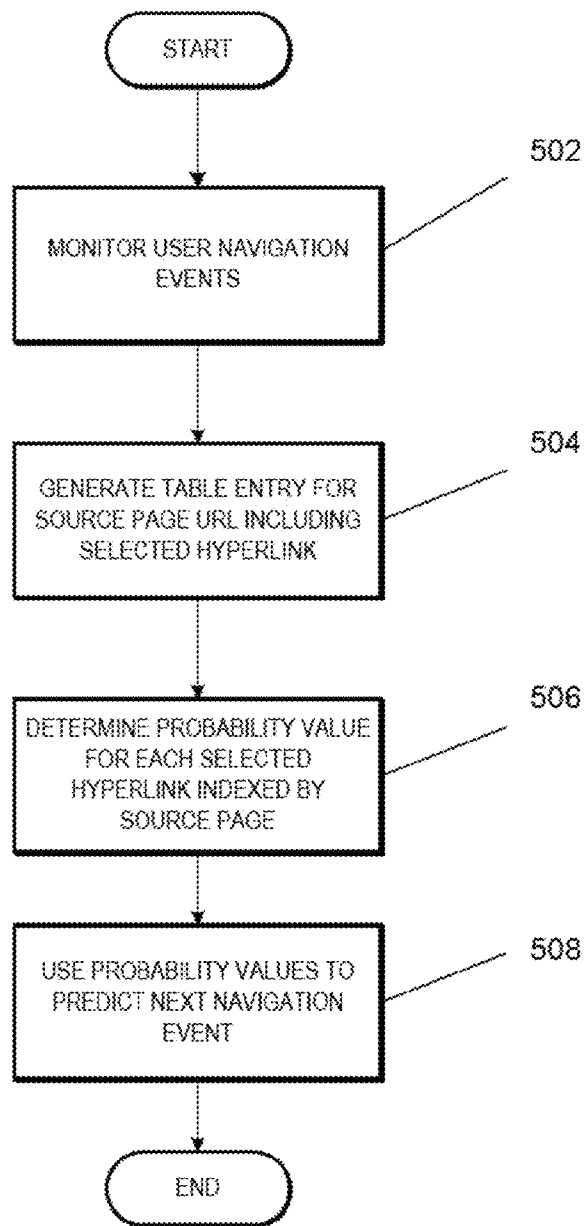 START
502
MONITOR USER NAVIGATION
EVENTS
504
GENERATE TABLE ENTRY FOR
SOURCE PAGE URL INCLUDING
SELECTED HYPERLINK
506
DETERMINE PROBABILITY VALUE
FOR EACH SELECTED
HYPERLINK INDEXED BY
SOURCE PAGE
508
USE PROBABILITY VALUES TO
PREDICT NEXT NAVIGATION
EVENT
END